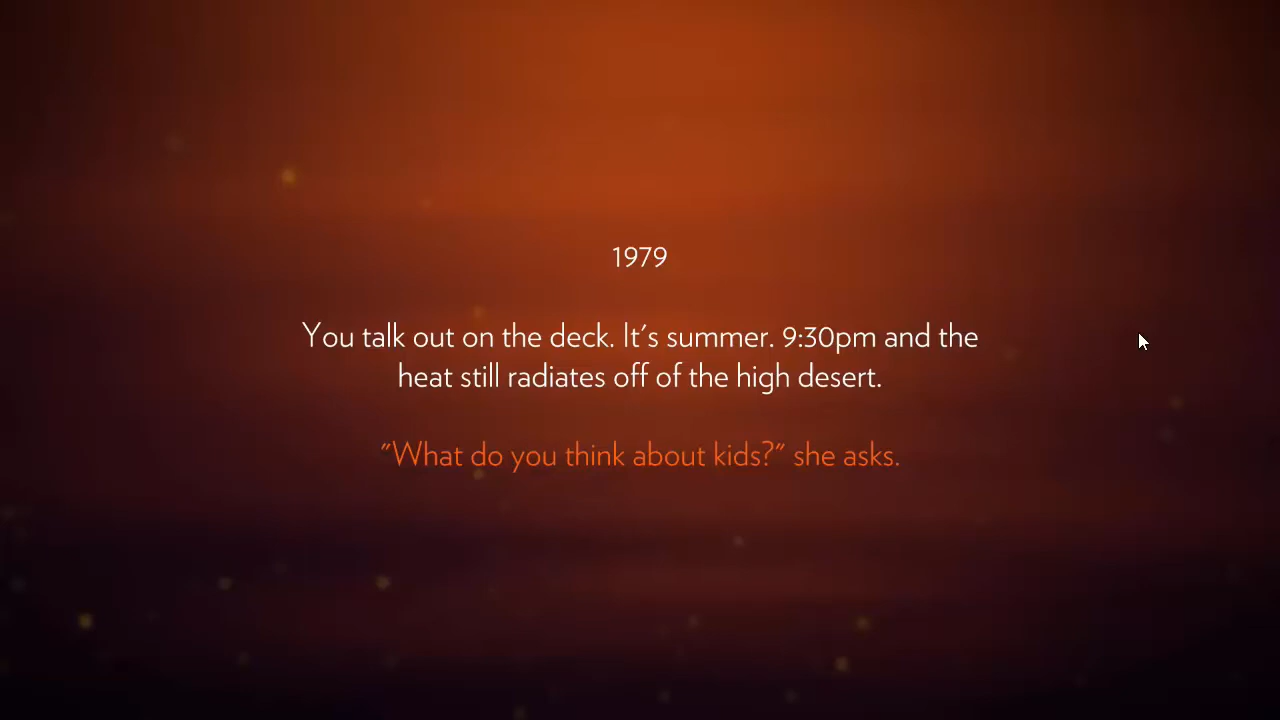 1979
You talk out on the deck. It's summer. 9:30pm and the
heat still radiates off of the high desert.
"What do you think about kids?" she asks.